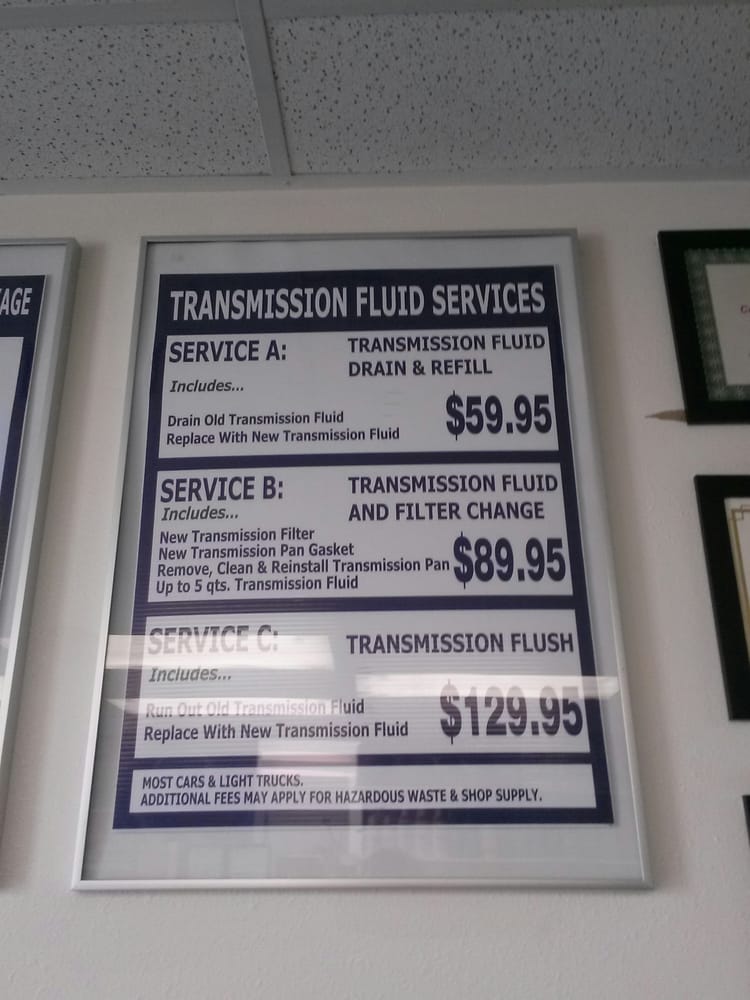 AGE
TRANSMISSION FLUID SERVICES
SERVICE A:
TRANSMISSION FLUID
DRAIN & REFILL
Includes...
Drain Old Transmission Fluid
Replace With New Transmission Fluid
$59.95
SERVICE B:
TRANSMISSION FLUID
AND FILTER CHANGE
Includes...
New Transmission Filter
New Transmission Pan Gasket
Remove, Clean & Reinstall Transmission Pan
Up to 5 qts. Transmission Fluid
$89.95
SERVICE C:
TRANSMISSION FLUSH
Includes...
Run Out Old Transmission Fluid
Replace With New Transmission Fluid
$129.95
MOST CARS & LIGHT TRUCKS.
ADDITIONAL FEES MAY APPLY FOR HAZARDOUS WASTE & SHOP SUPPLY.